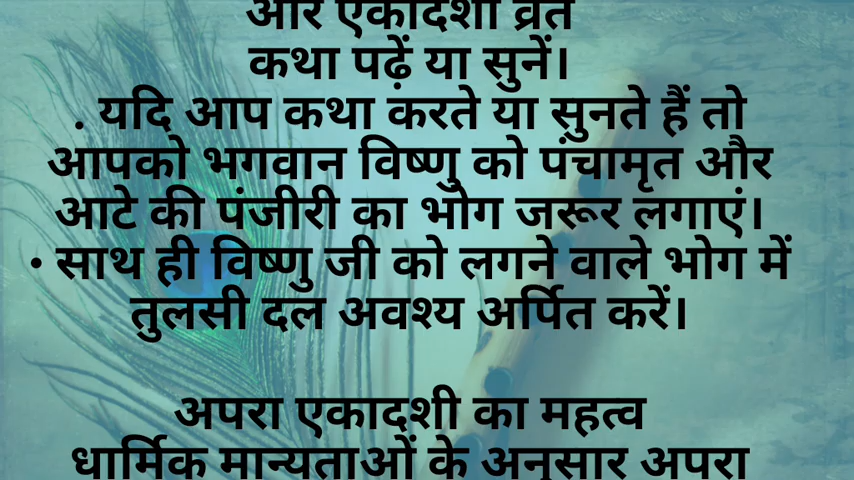 और एकादशी व्रत
कथा पढ़ें या सुनें।
. यदि आप कथा करते या सुनते हैं तो
आपको भगवान विष्णु को पंचामृत और
आटे की पंजीरी का भोग जरूर लगाएं।
• साथ ही विष्णु जी को लगने वाले भोग में
तुलसी दल अवश्य अर्पित करें।
अपरा एकादशी का महत्व
धार्मिक मान्यताओं के अनुसार अपरा